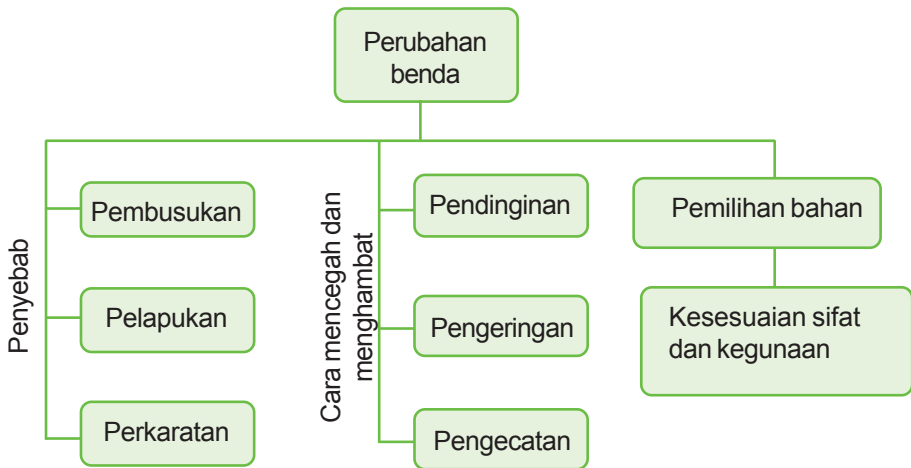 Perubahan
benda
Penyebab
Pembusukan
Pelapukan
Perkaratan
Cara mencegah dan
menghambat
Pendinginan
Pengeringan
Pengecatan
Pemilihan bahan
Kesesuaian sifat
dan kegunaan